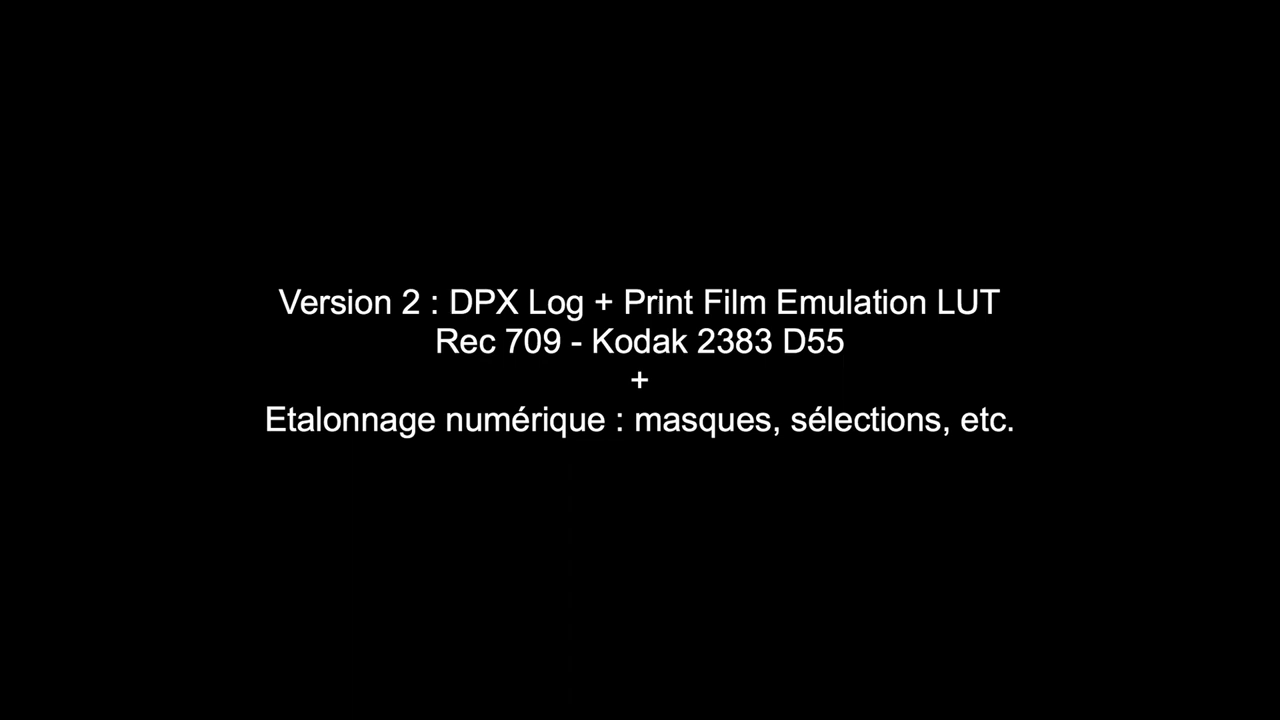 Version 2 : DPX Log + Print Film Emulation LUT
Rec 709 - Kodak 2383 D55
+
Etalonnage numérique : masques, sélections, etc.